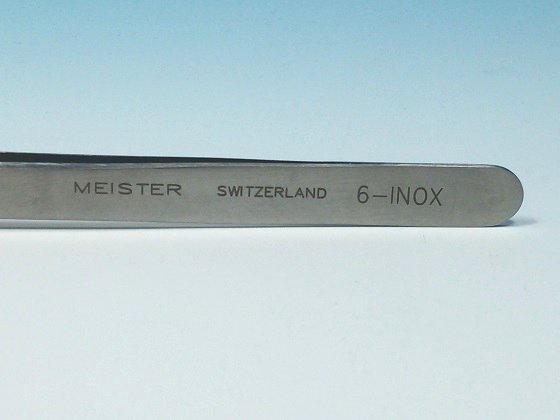 MEISTER SWITZERLAND 6-INOX